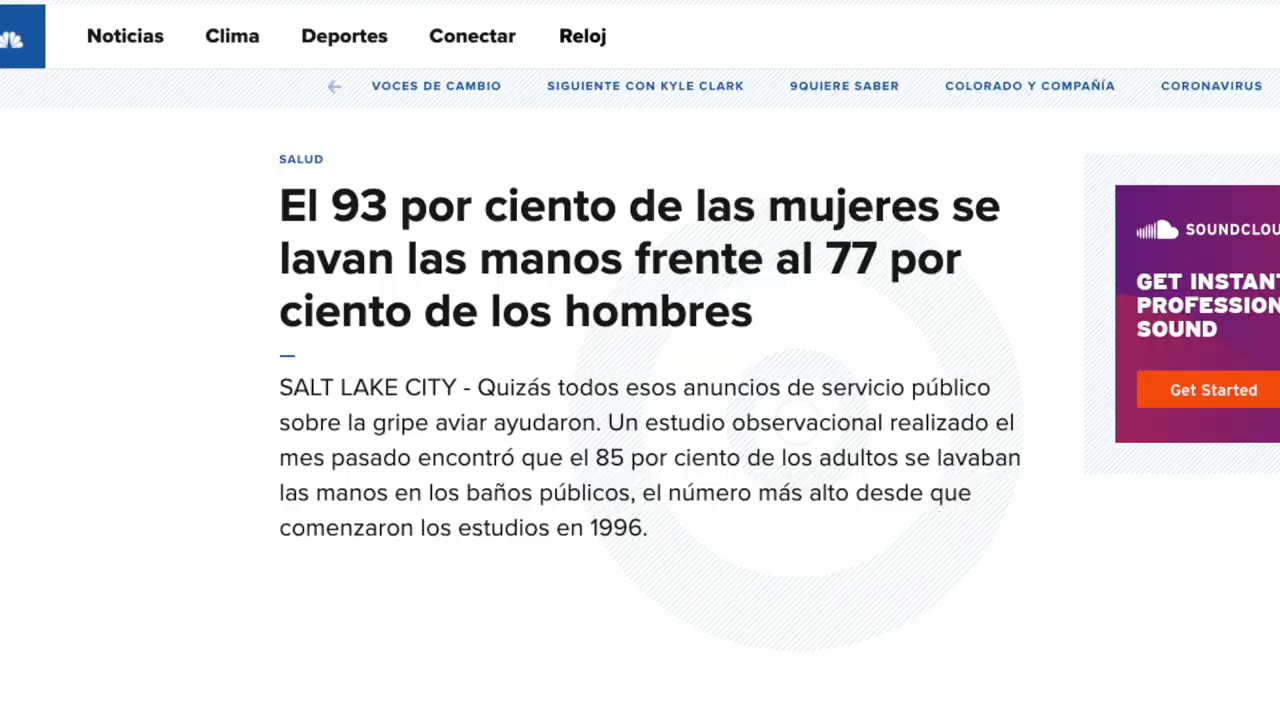 Noticias Clima Deportes Conectar Reloj
VOCES DE CAMBIO SIGUIENTE CON KYLE CLARK 9QUIERE SABER COLORADO Y COMPAÑÍA CORONAVIRUS
SALUD
El 93 por ciento de las mujeres se
lavan las manos frente al 77 por
ciento de los hombres
SALT LAKE CITY - Quizás todos esos anuncios de servicio público
sobre la gripe aviar ayudaron. Un estudio observacional realizado el
mes pasado encontró que el 85 por ciento de los adultos se lavaban
las manos en los baños públicos, el número más alto desde que
comenzaron los estudios en 1996.
SOUNDCLOU
GET INSTANT
PROFESSION
SOUND
Get Started